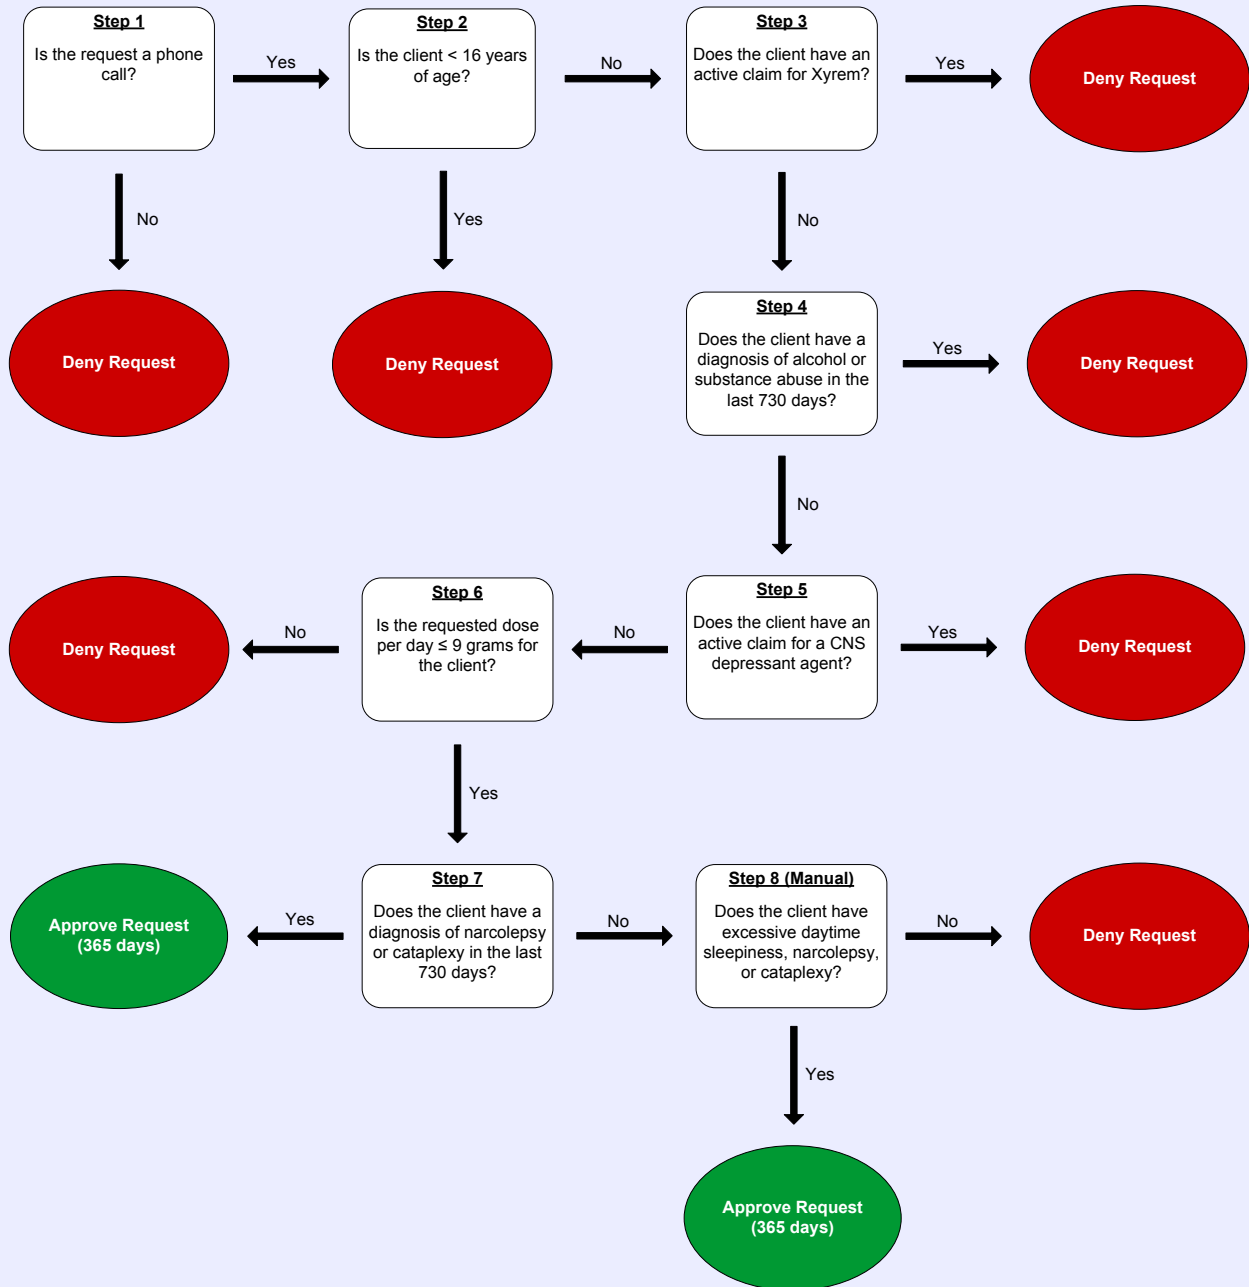 Step 1
Is the request a phone
call?
Yes
Step 2
Is the client < 16 years
of age?
No
Step 3
Does the client have an
active claim for Xyrem?
Yes
Deny Request
No
Deny Request
Yes
Deny Request
No
Step 4
Does the client have a
diagnosis of alcohol or
substance abuse in the
last 730 days?
Yes
Deny Request
No
Step 5
Does the client have an
active claim for a CNS
depressant agent?
Yes
Deny Request
No
Step 6
Is the requested dose
per day ≤ 9 grams for
the client?
No
Deny Request
Yes
Step 7
Does the client have a
diagnosis of narcolepsy
or cataplexy in the last
730 days?
Yes
Approve Request
(365 days)
No
Step 8 (Manual)
Does the client have
excessive daytime
sleepiness, narcolepsy,
or cataplexy?
No
Deny Request
Yes
Approve Request
(365 days)